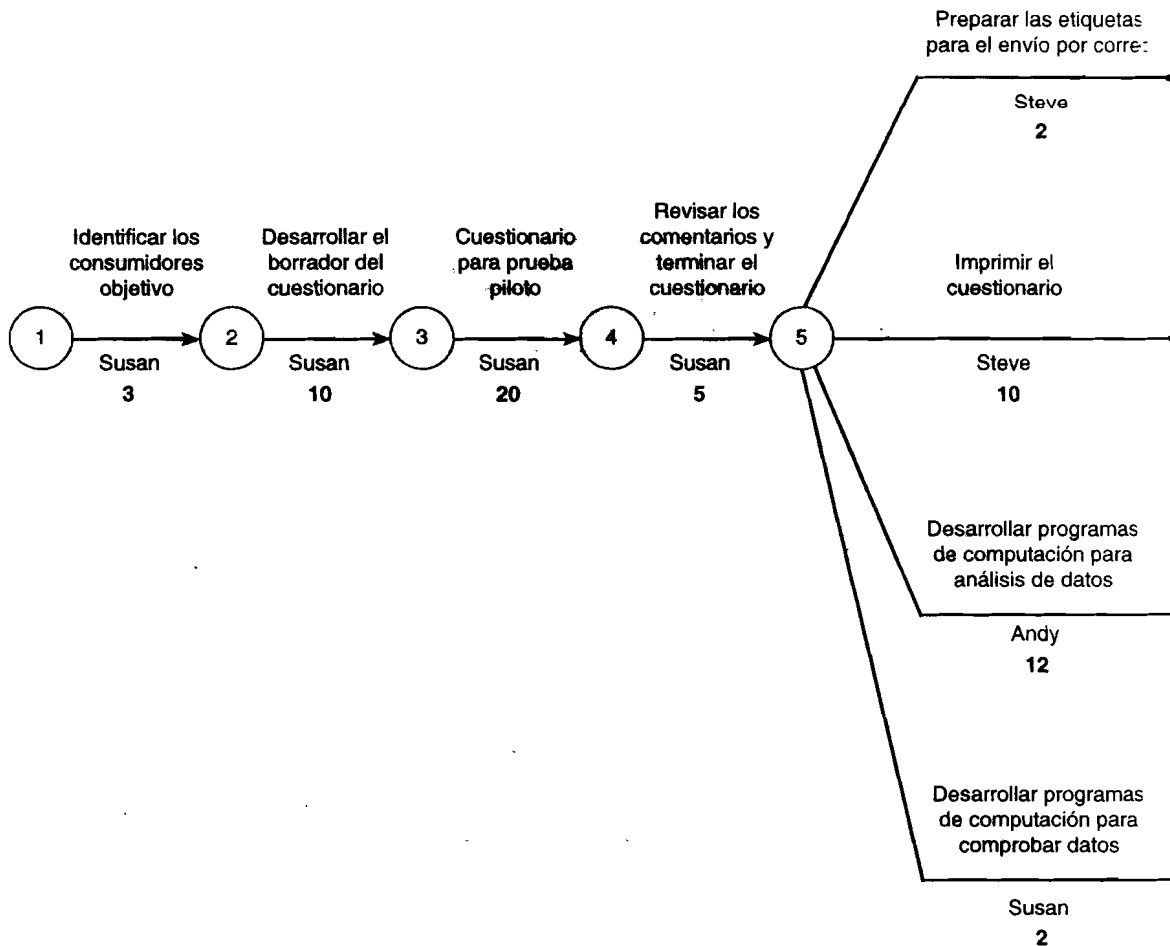 Preparar las etiquetas
para el envío por corre:
Steve
2
Identificar los
consumidores
objetivo
Desarrollar el
borrador del
cuestionario
Cuestionario
para prueba
piloto
Revisar los
comentarios y
terminar el
cuestionario
Imprimir el
cuestionario
1
2
3
4
5
Susan
3
Susan
10
Susan
20
Susan
5
Steve
10
Desarrollar programas
de computación para
análisis de datos
Andy
12
Desarrollar programas
de computación para
comprobar datos
Susan
2